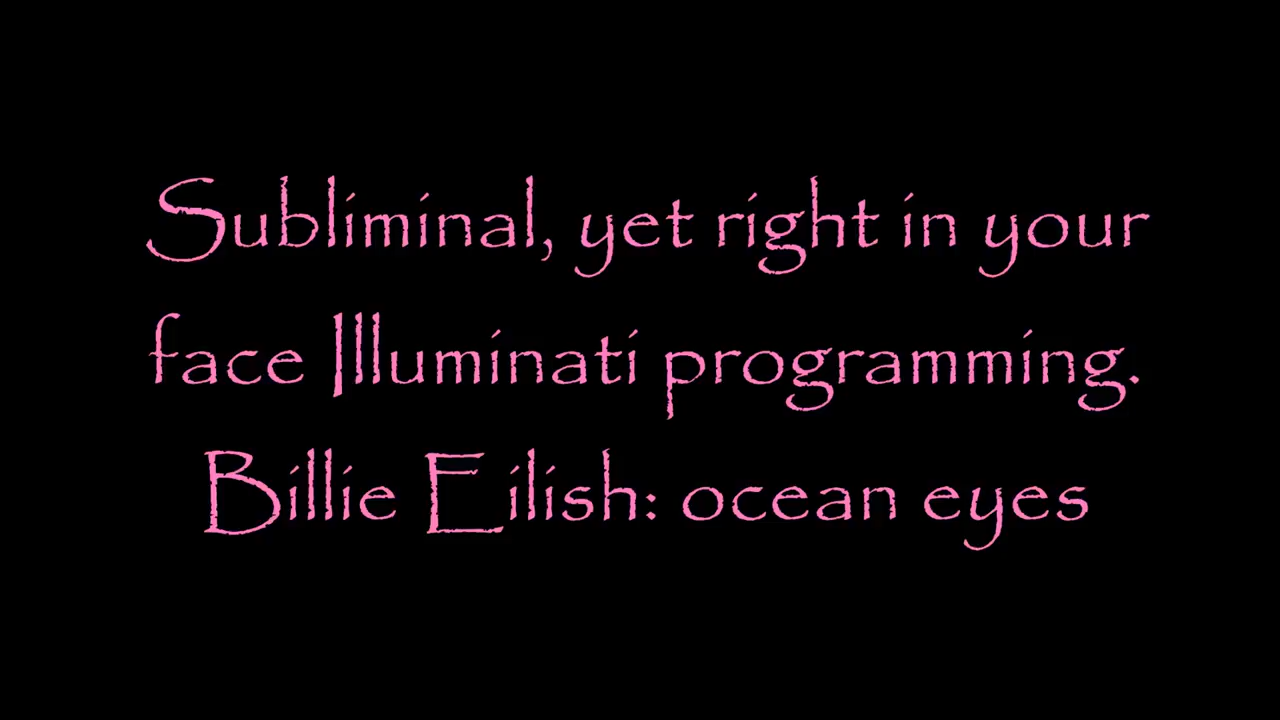 Subliminal, yet right in your
face Illuminati programming.
Billie Eilish: ocean eyes